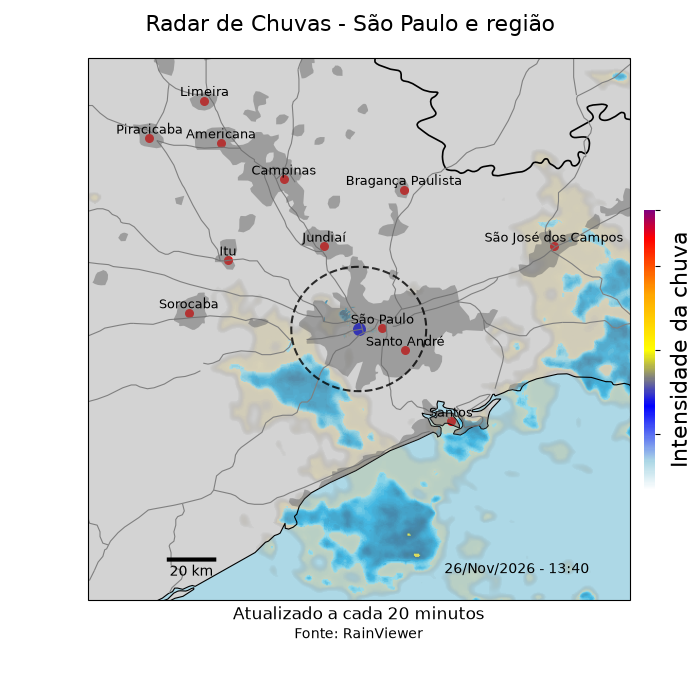 Radar de Chuvas - São Paulo e região
Limeira
Piracicaba
Americana
Campinas
Bragança Paulista
Jundiaí
São José dos Campos
Itu
Sorocaba
São Paulo
Santo André
Santos
Intensidade da chuva
20 km
26/Nov/2026 - 13:40
Atualizado a cada 20 minutos
Fonte: RainViewer